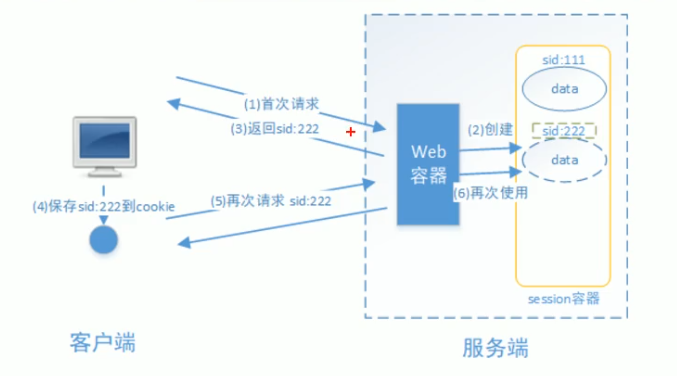 sid:111
data
(1)首次请求
(3)返回sid:222
(2)创建
sid:222
Web
容器
data
(4)保存sid:222到cookie
(5)再次请求 sid:222
(6)再次使用
session容器
客户端
服务端